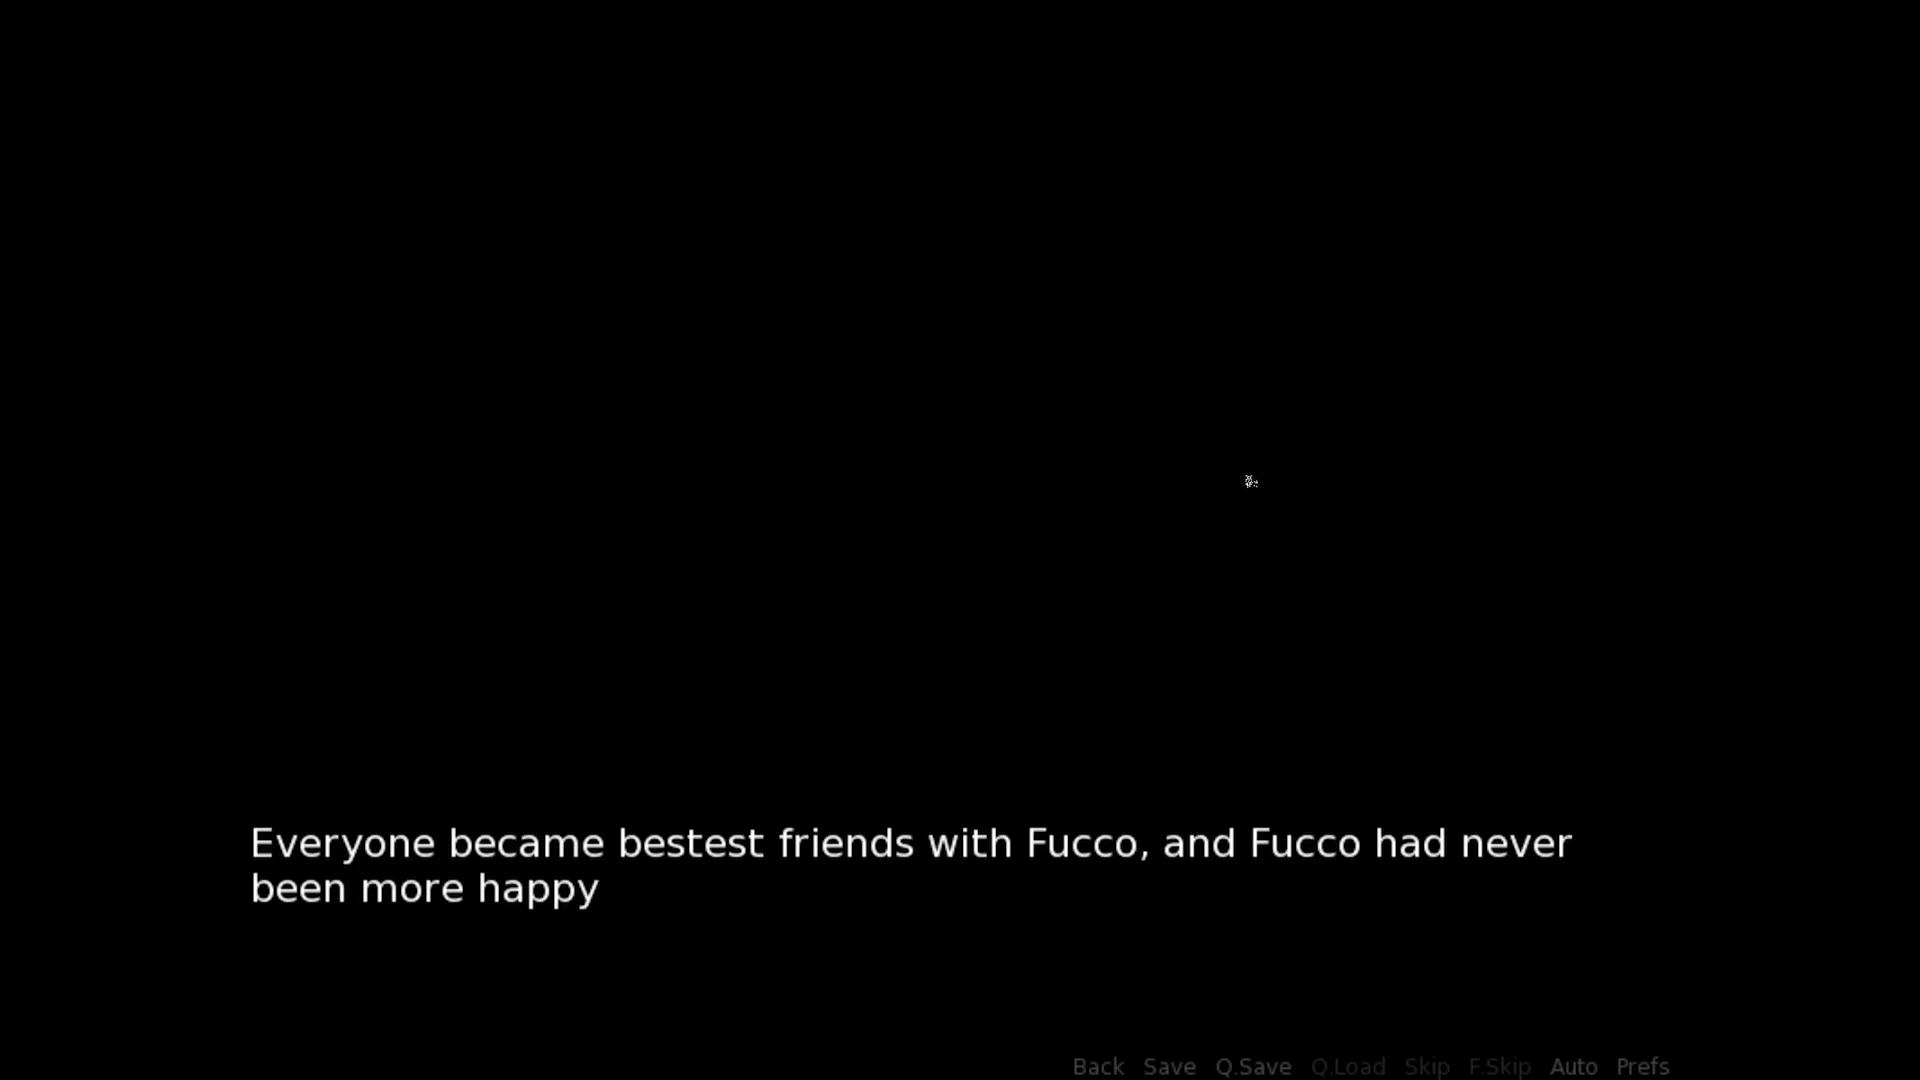 Everyone became bestest friends with Fucco, and Fucco had never
been more happy
Back Save Q.Save Q.Load Skip F.Skip Auto Prefs